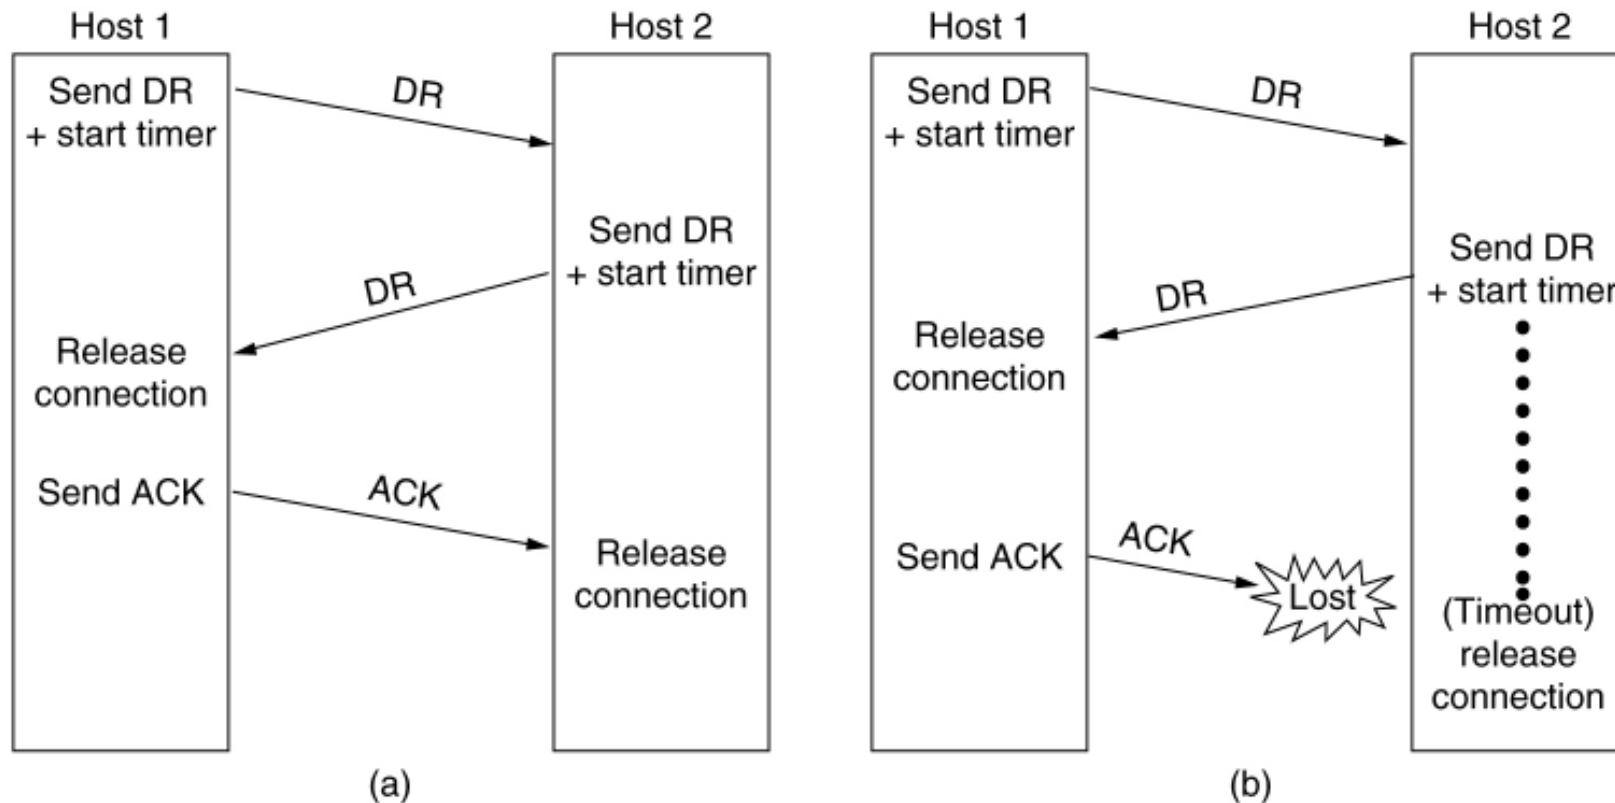 Host 1
Host 2
Send DR
+ start timer
DR
Send DR
+ start timer
DR
Release
connection
Send ACK
ACK
Release
connection
(a)
Host 1
Host 2
Send DR
+ start timer
DR
Send DR
+ start timer
DR
Release
connection
Send ACK
ACK
Lost
(Timeout)
release
connection
(b)